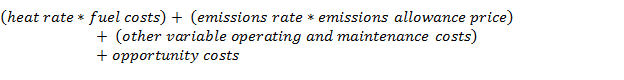 (heat rate * fuel costs) + (emissions rate * emissions allowance price)
+ (other variable operating and maintenance costs)
+ opportunity costs